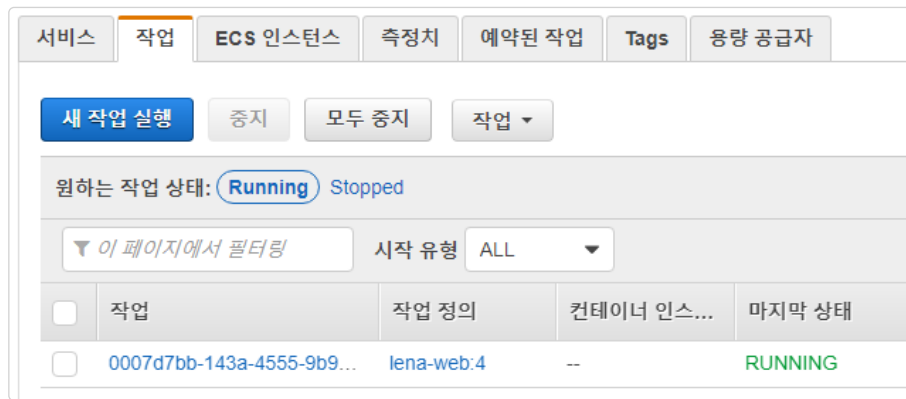 서비스 작업 ECS 인스턴스 측정치 예약된 작업 Tags 용량 공급자
새 작업 실행 중지 모두 중지 작업
원하는 작업 상태: Running Stopped
이 페이지에서 필터링 시작 유형 ALL
작업 작업 정의 컨테이너 인스... 마지막 상태
0007d7bb-143a-4555-9b9... lena-web:4 -- RUNNING